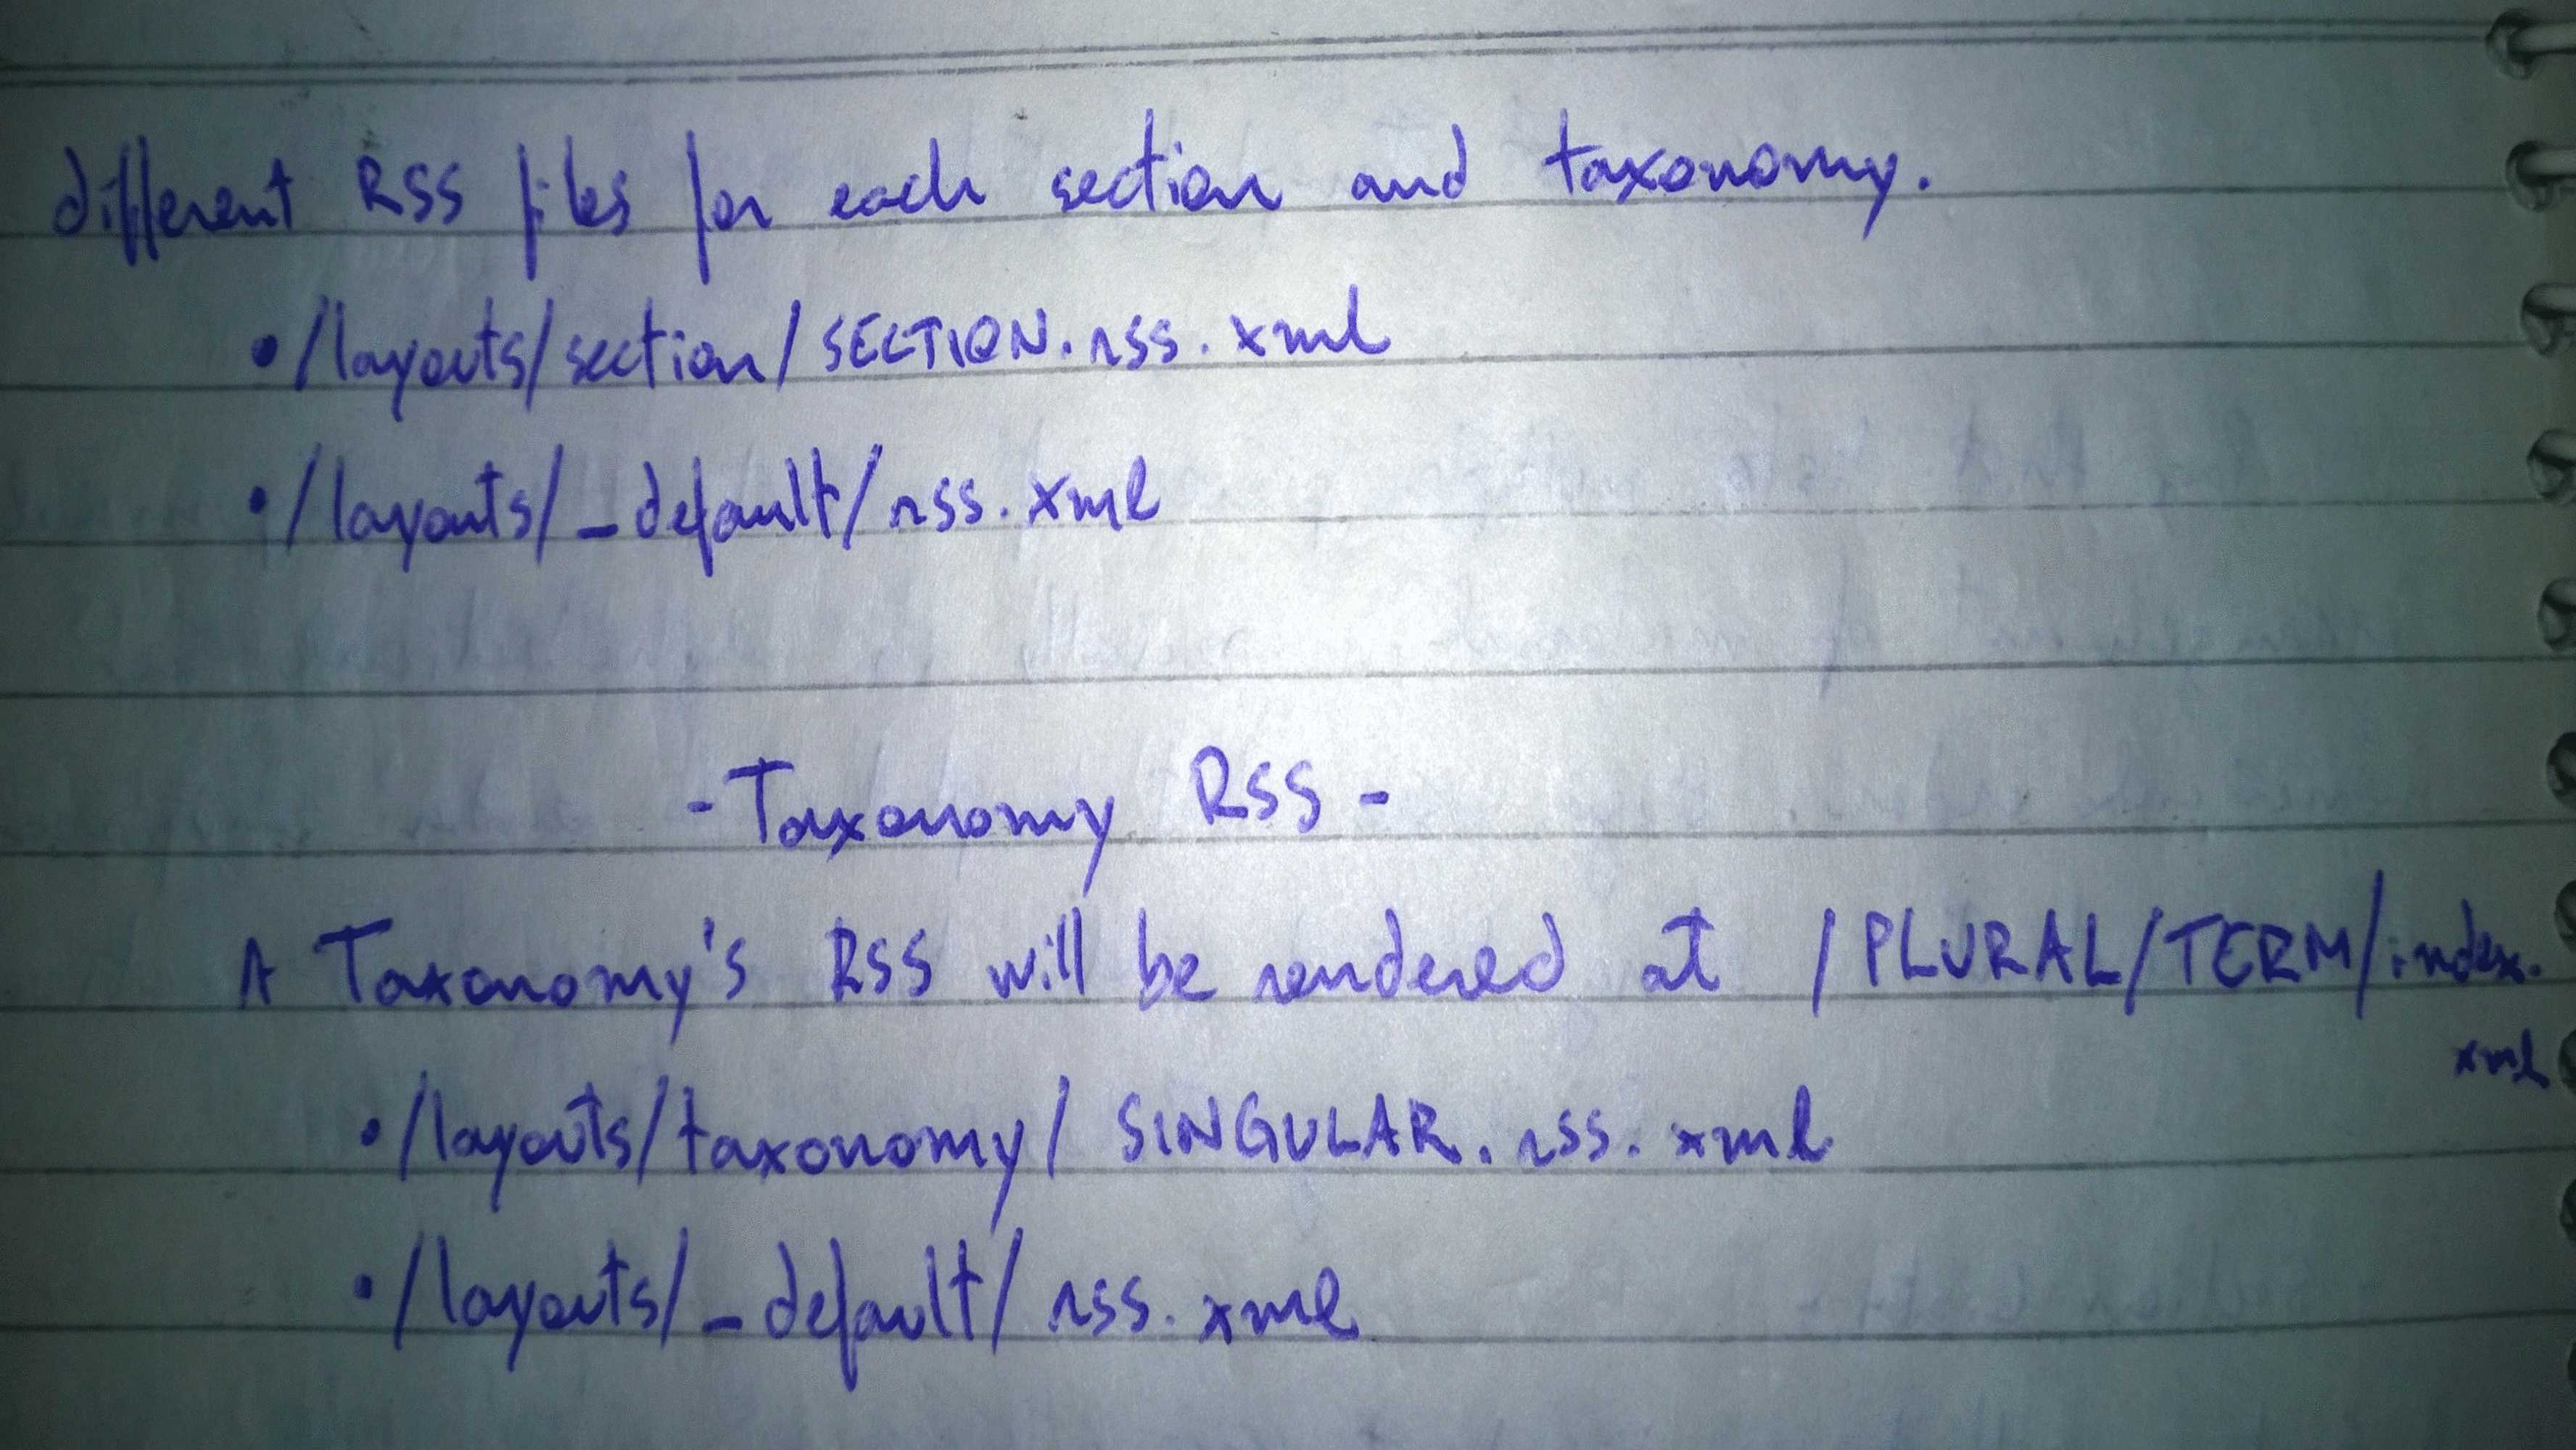 different RSS files for each section and taxonomy.
• /layouts/section/SECTION.rss.xml
• /layouts/_default/rss.xml
- Taxonomy RSS -
A Taxonomy's RSS will be rendered at /PLURAL/TERM/index.
xml
• /layouts/taxonomy/SINGULAR.rss.xml
• /layouts/_default/rss.xml